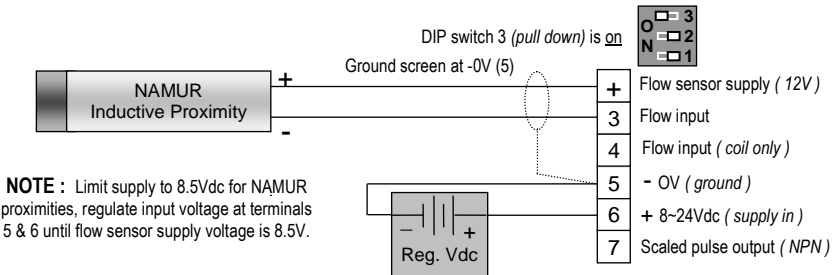 DIP switch 3 (pull down) is on
O N
3
2
1
Ground screen at -0V (5)
NAMUR
Inductive Proximity
+
-
+ Flow sensor supply ( 12V )
3 Flow input
4 Flow input ( coil only )
5 - OV ( ground )
6 + 8~24Vdc ( supply in )
7 Scaled pulse output ( NPN )
NOTE : Limit supply to 8.5Vdc for NAMUR
proximities, regulate input voltage at terminals
5 & 6 until flow sensor supply voltage is 8.5V.
– +
Reg. Vdc